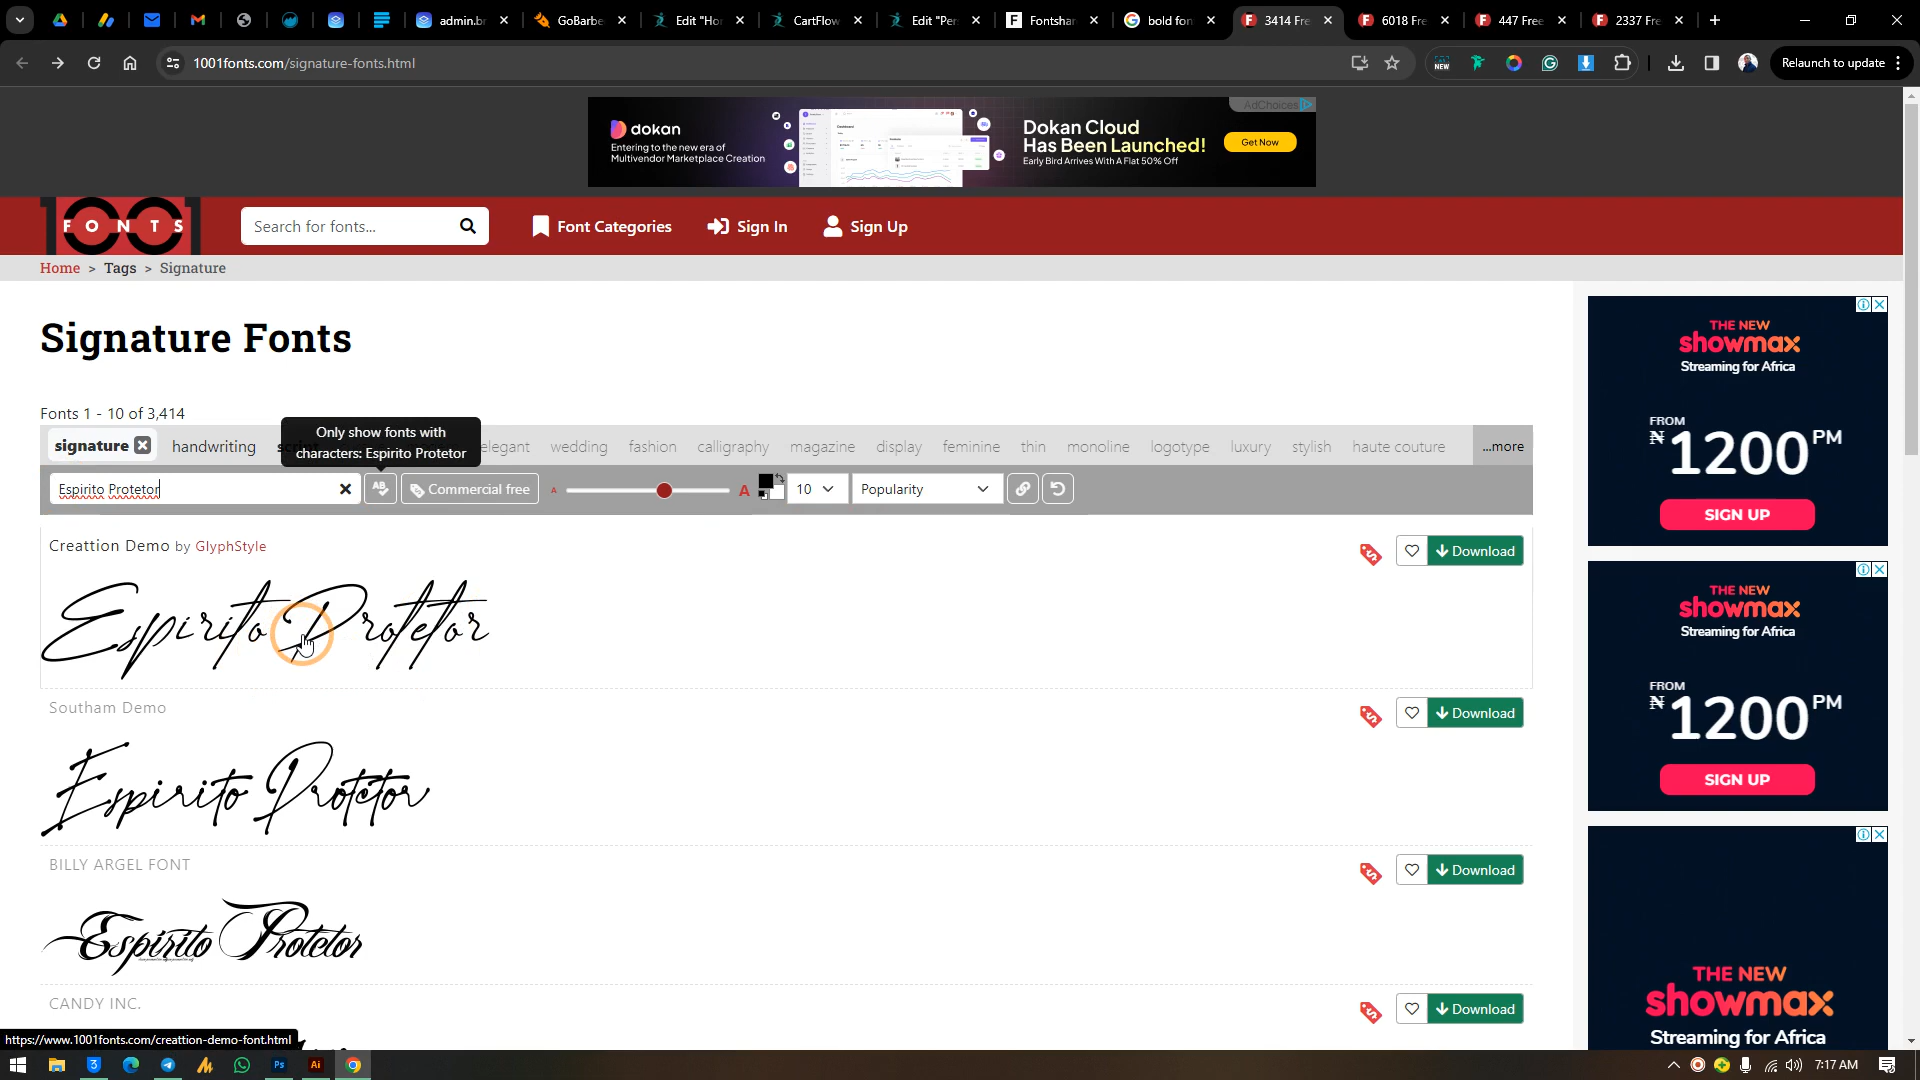 admin.br
GoBarbe
Edit "Hor
CartFlow
Edit "Per
Fontshar
bold fon
3414 Fre
6018 Fre
447 Free
2337 Fre
1001fonts.com/signature-fonts.html
NEW
Relaunch to update
AdChoices
dokan
Entering to the new era of
Multivendor Marketplace Creation
Dokan Cloud
Has Been Launched!
Early Bird Arrives With A Flat 50% Off
Get Now
1001
FONTS
Search for fonts...
Font Categories
Sign In
Sign Up
Home > Tags > Signature
Signature Fonts
Fonts 1 - 10 of 3,414
Only show fonts with
characters: Espirito Protetor
signature
handwriting
script
elegant
wedding
fashion
calligraphy
magazine
display
feminine
thin
monoline
logotype
luxury
stylish
haute couture
...more
Espirito Protetor
Commercial free
A
A
10
Popularity
Creattion Demo by GlyphStyle
Download
Espirito Protetor
Southam Demo
Download
Espirito Protetor
BILLY ARGEL FONT
Download
Espirito Protetor
CANDY INC.
Download
THE NEW
showmax
Streaming for Africa
FROM
₦1200PM
SIGN UP
THE NEW
showmax
Streaming for Africa
FROM
₦1200PM
SIGN UP
THE NEW
showmax
Streaming for Africa
https://www.1001fonts.com/creattion-demo-font.html
Ps
Ai
7:17 AM